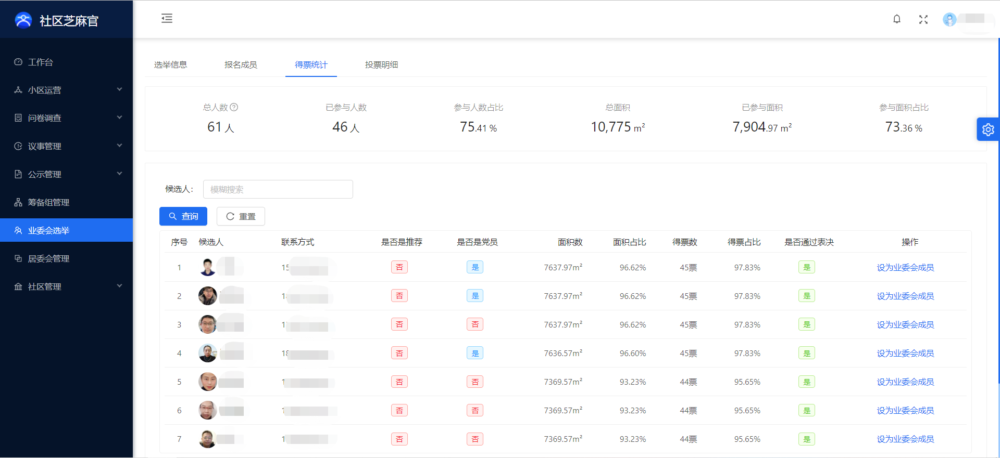 社区芝麻官
工作台
小区运营
问卷调查
议事管理
公示管理
筹备组管理
业委会选举
居委会管理
社区管理
选举信息 报名成员 得票统计 投票明细
总人数 已参与人数 参与人数占比 总面积 已参与面积 参与面积占比
61 人 46 人 75.41 % 10,775 m² 7,904.97 m² 73.36 %
候选人： 模糊搜索
查询 重置
序号 候选人 联系方式 是否是推荐 是否是党员 面积数 面积占比 得票数 得票占比 是否通过表决 操作
1 15 否 是 7637.97m² 96.62% 45票 97.83% 是 设为业委会成员
2 1 否 是 7637.97m² 96.62% 45票 97.83% 是 设为业委会成员
3 1 否 否 7637.97m² 96.62% 45票 97.83% 是 设为业委会成员
4 18 否 是 7636.57m² 96.60% 45票 97.83% 是 设为业委会成员
5 1 否 否 7369.57m² 93.23% 44票 95.65% 是 设为业委会成员
6 1 否 否 7369.57m² 93.23% 44票 95.65% 是 设为业委会成员
7 1 否 否 7369.57m² 93.23% 44票 95.65% 是 设为业委会成员